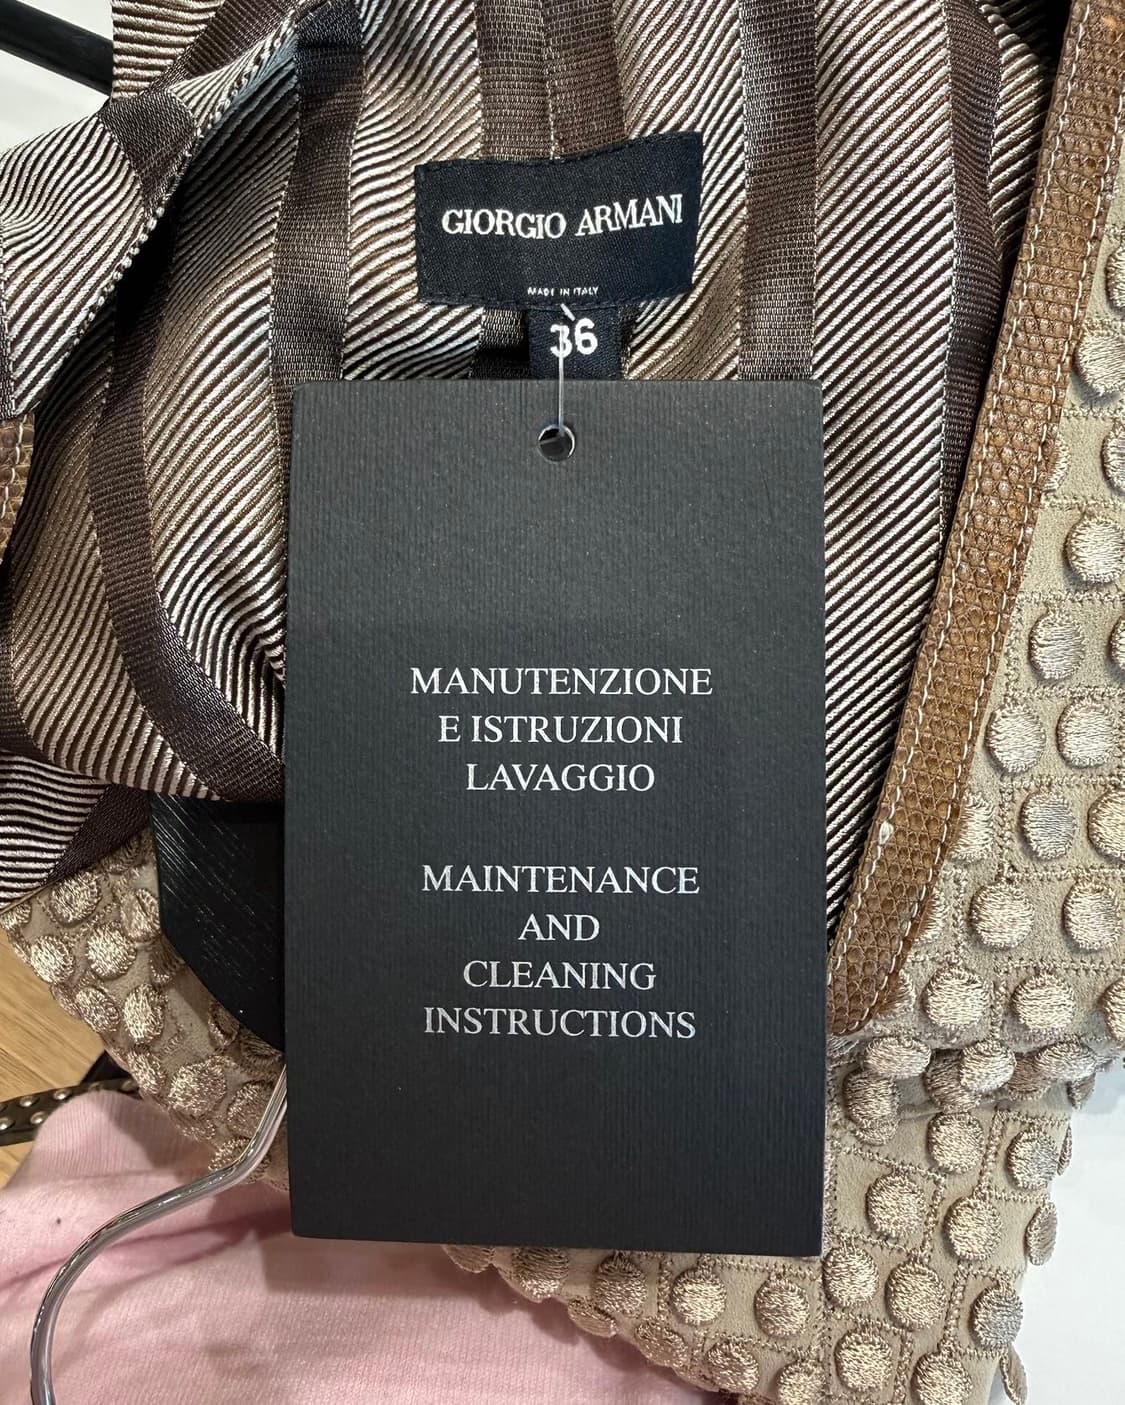 GIORGIO ARMANI
MADE IN ITALY
36
MANUTENZIONE
E ISTRUZIONI
LAVAGGIO
MAINTENANCE
AND
CLEANING
INSTRUCTIONS